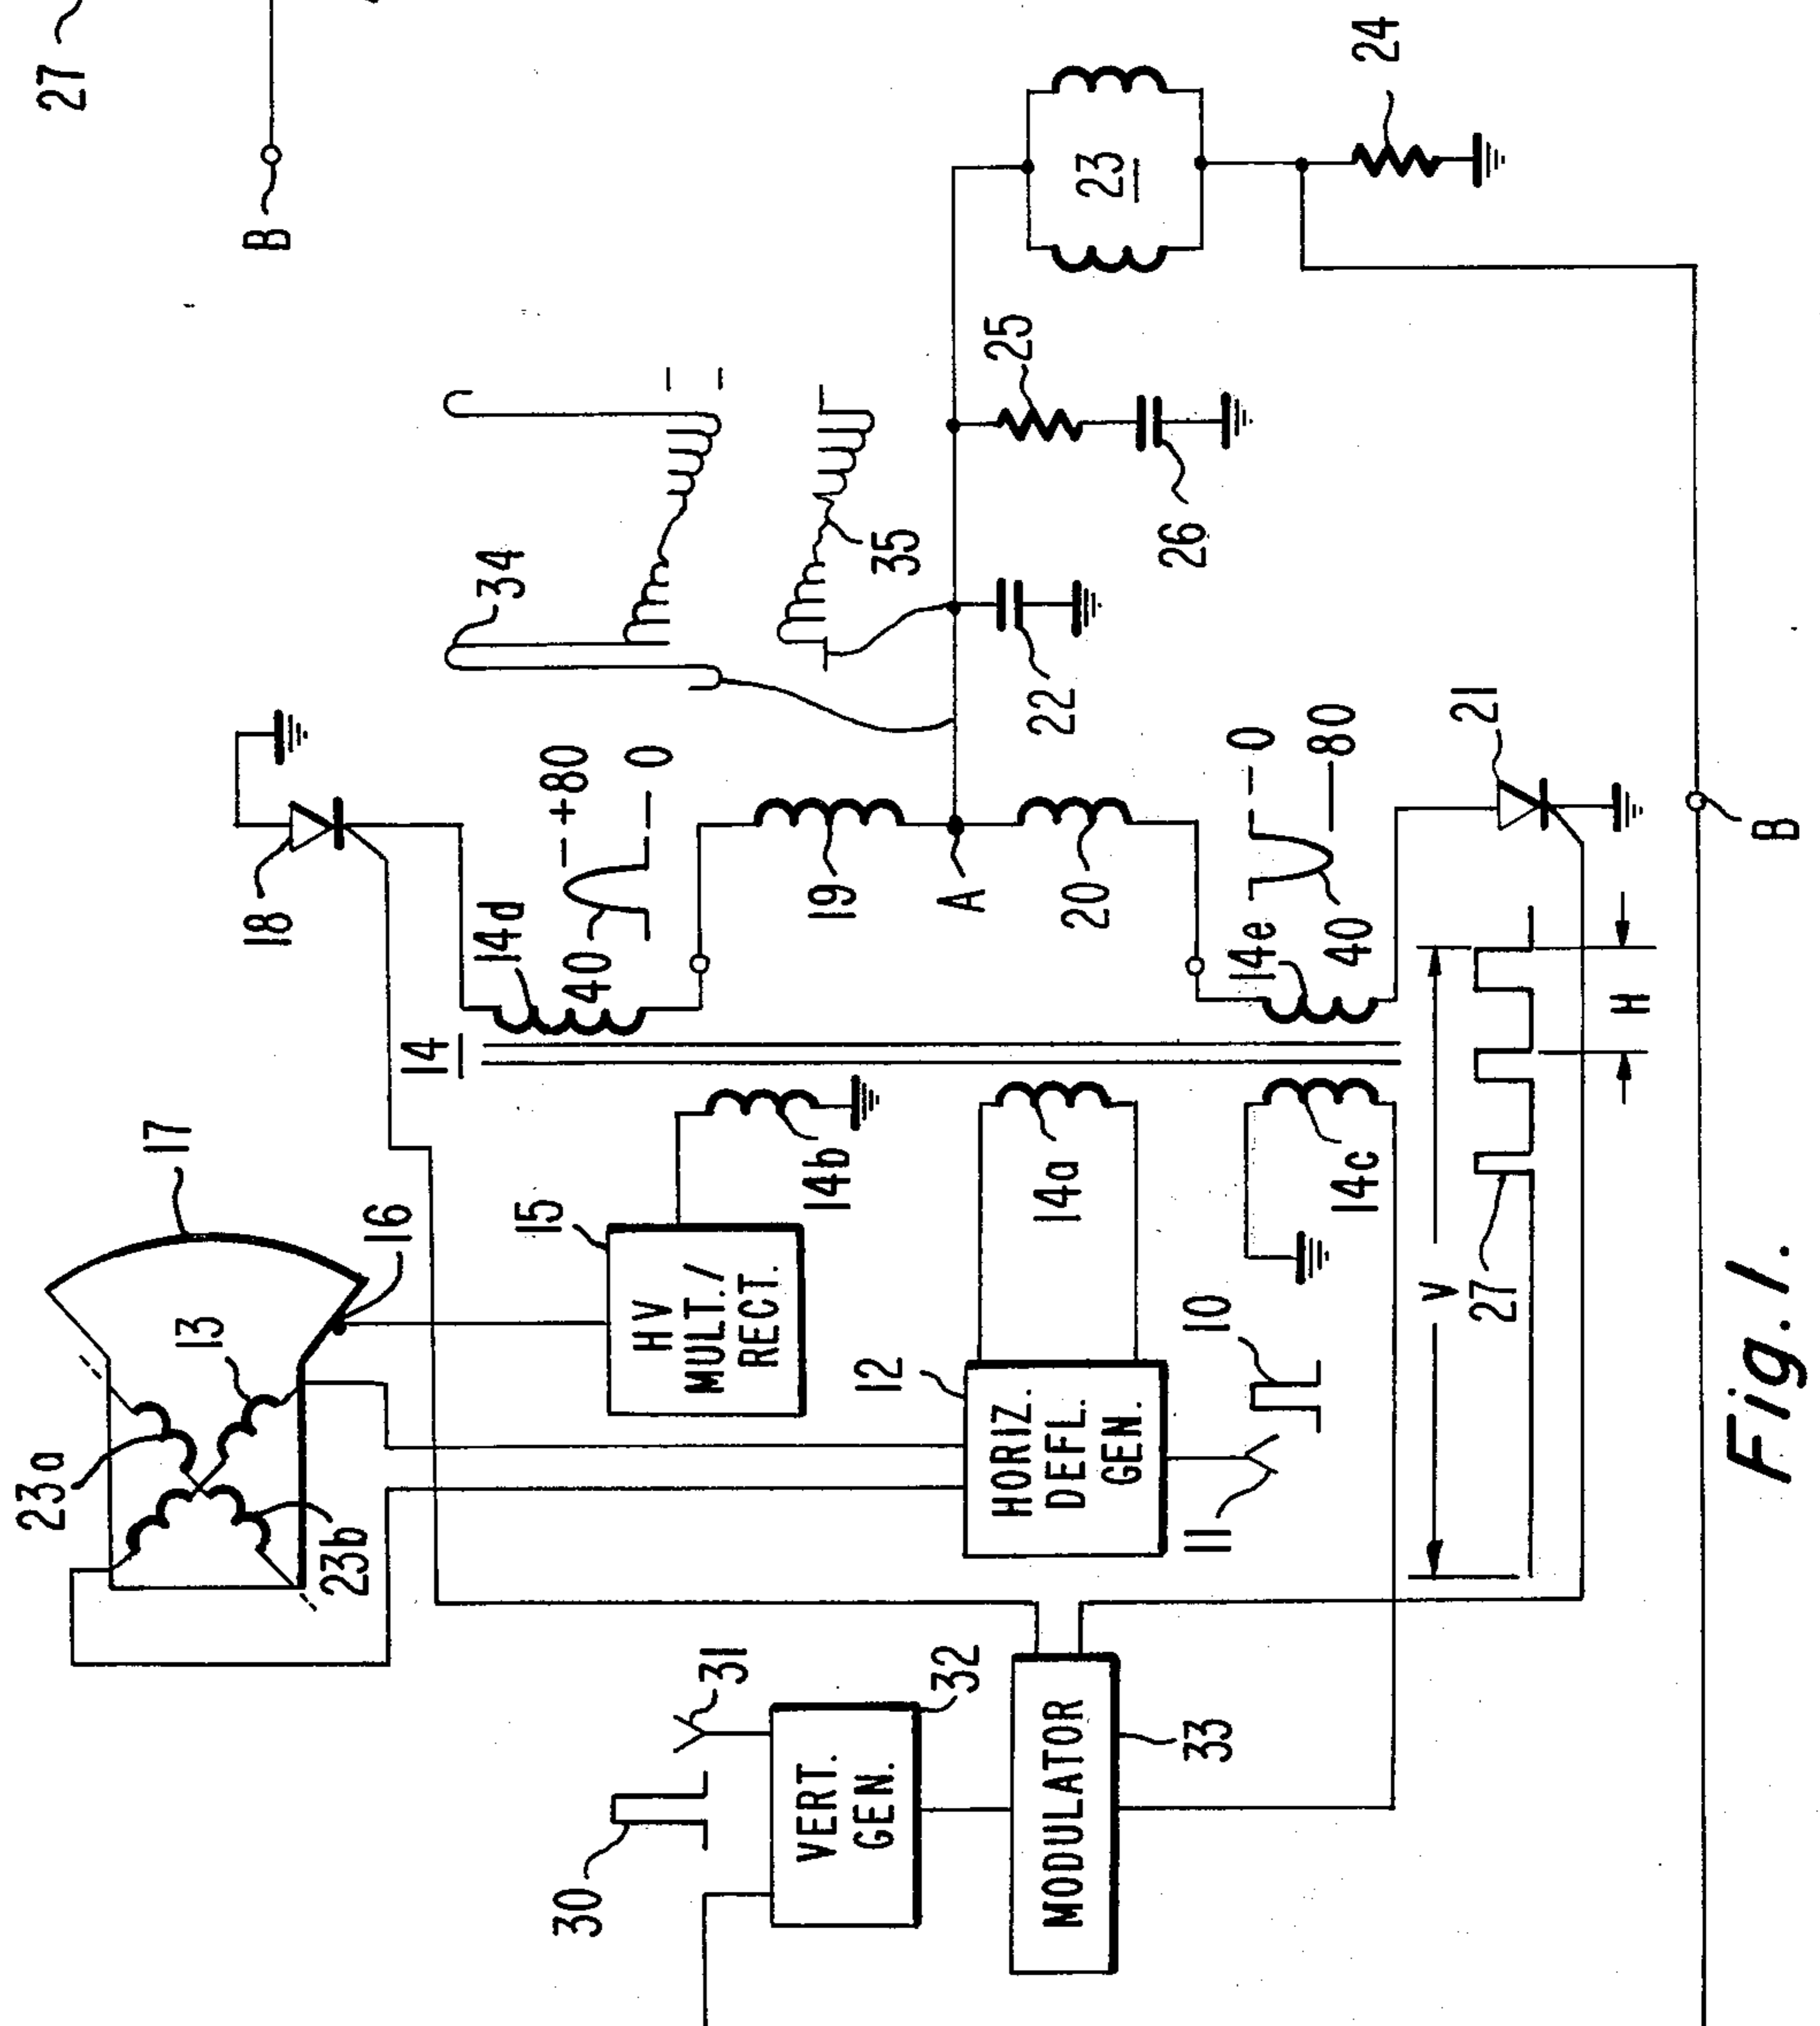 27
B
17
16
13
23a
23b
18
14
14d
40
+80
0
34
35
15
HV
MULT./
RECT.
14b
19
A
20
22
25
26
23
24
12
HORIZ.
DEFL.
GEN.
14a
11
10
14c
14e
40
0
-80
21
31
30
VERT.
GEN.
32
MODULATOR
33
V
27
H
B
Fig. 1.